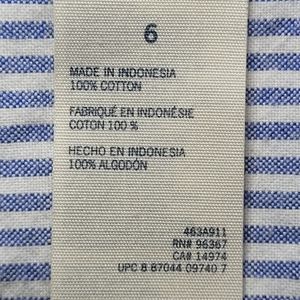 6
MADE IN INDONESIA
100% COTTON
FABRIQUÉ EN INDONÉSIE
COTON 100 %
HECHO EN INDONESIA
100% ALGODÓN
463A911
RN# 96367
CA# 14974
UPC 8 87044 09740 7